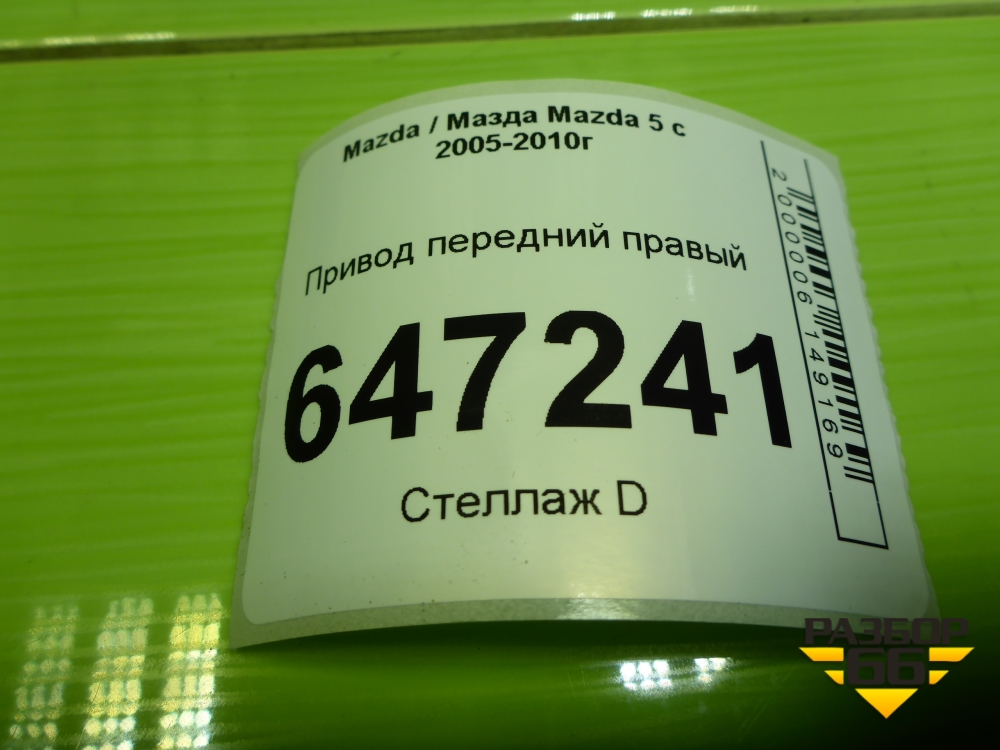 Mazda / Мазда Mazda 5 с
2005-2010г
Привод передний правый
647241
Стеллаж D
2000006149169
РАЗБОР
66